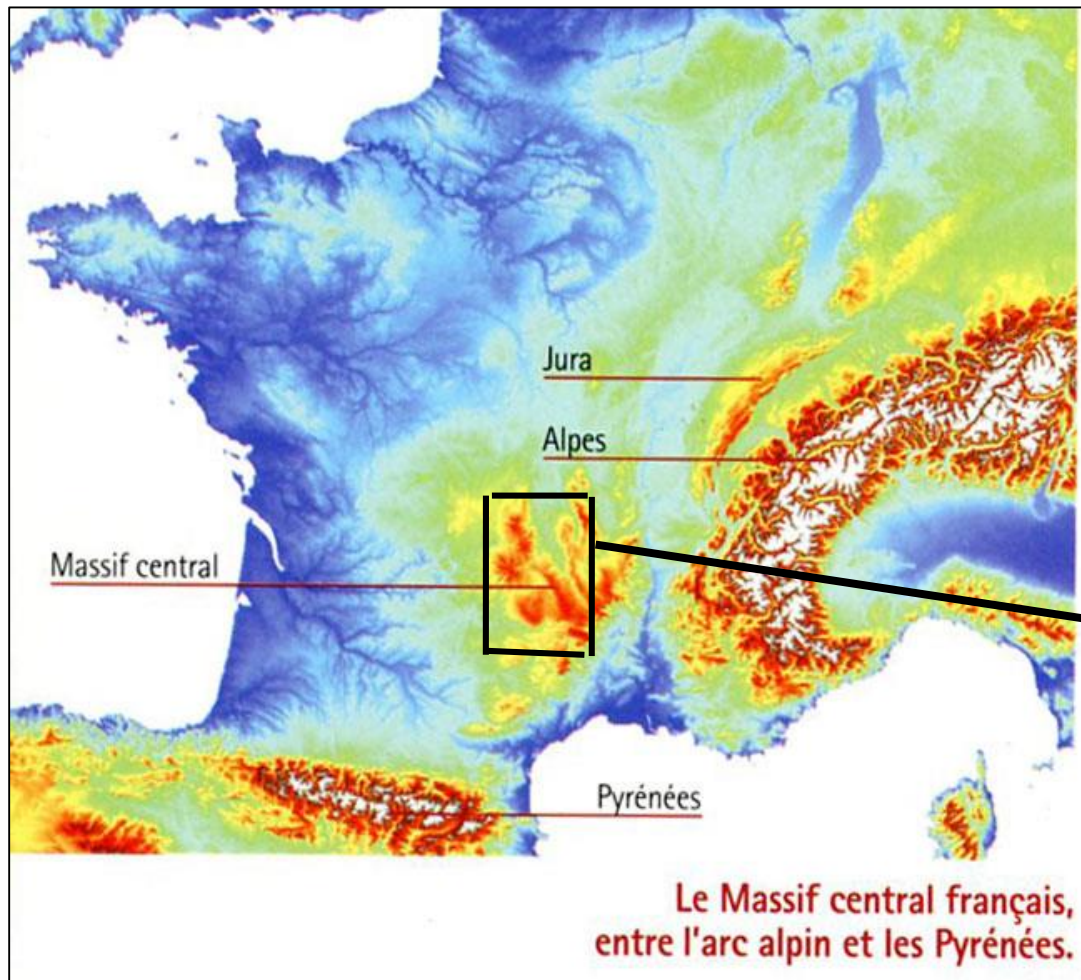 Jura
Alpes
Massif central
Pyrénées
Le Massif central français,
entre l'arc alpin et les Pyrénées.